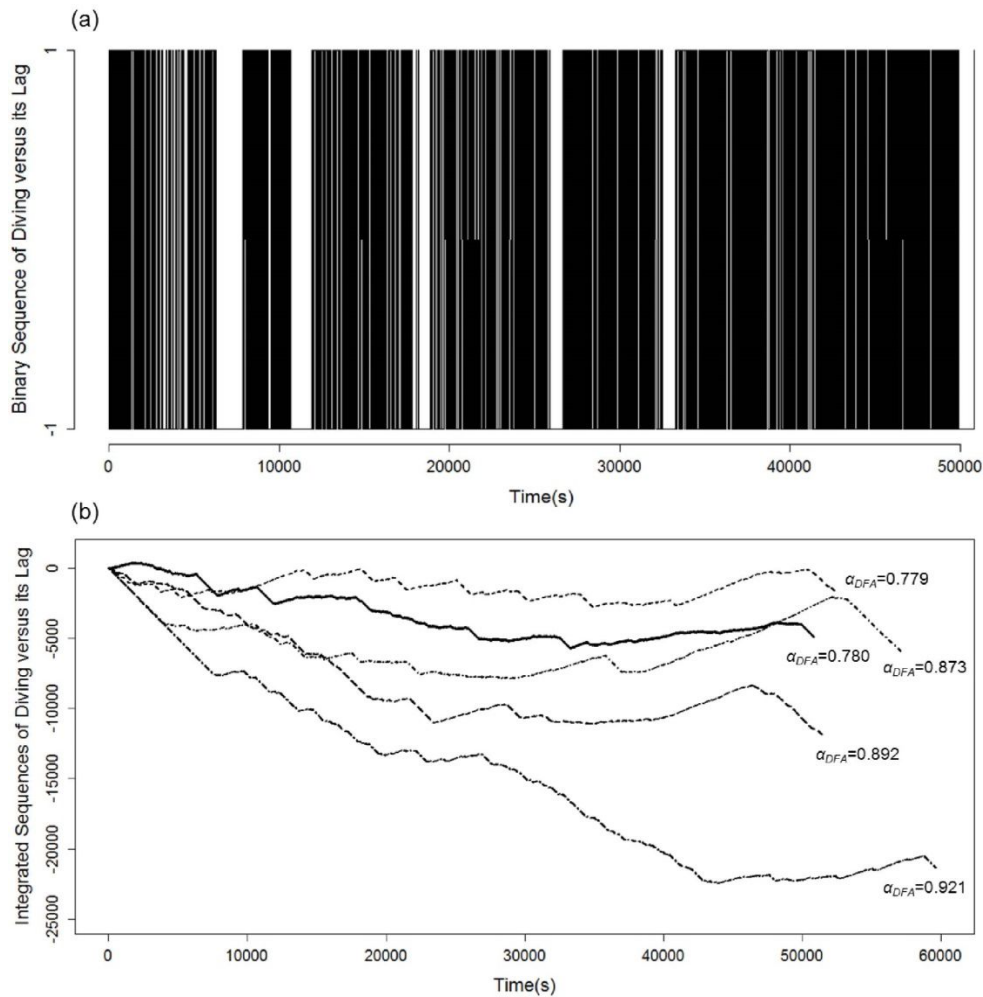 (a)
Binary Sequence of Diving versus its Lag
1
-1
0 10000 20000 30000 40000 50000
Time(s)
(b)
Integrated Sequences of Diving versus its Lag
0
-5000
-10000
-15000
-20000
-25000
αDFA=0.779
αDFA=0.780
αDFA=0.873
αDFA=0.892
αDFA=0.921
0 10000 20000 30000 40000 50000 60000
Time(s)